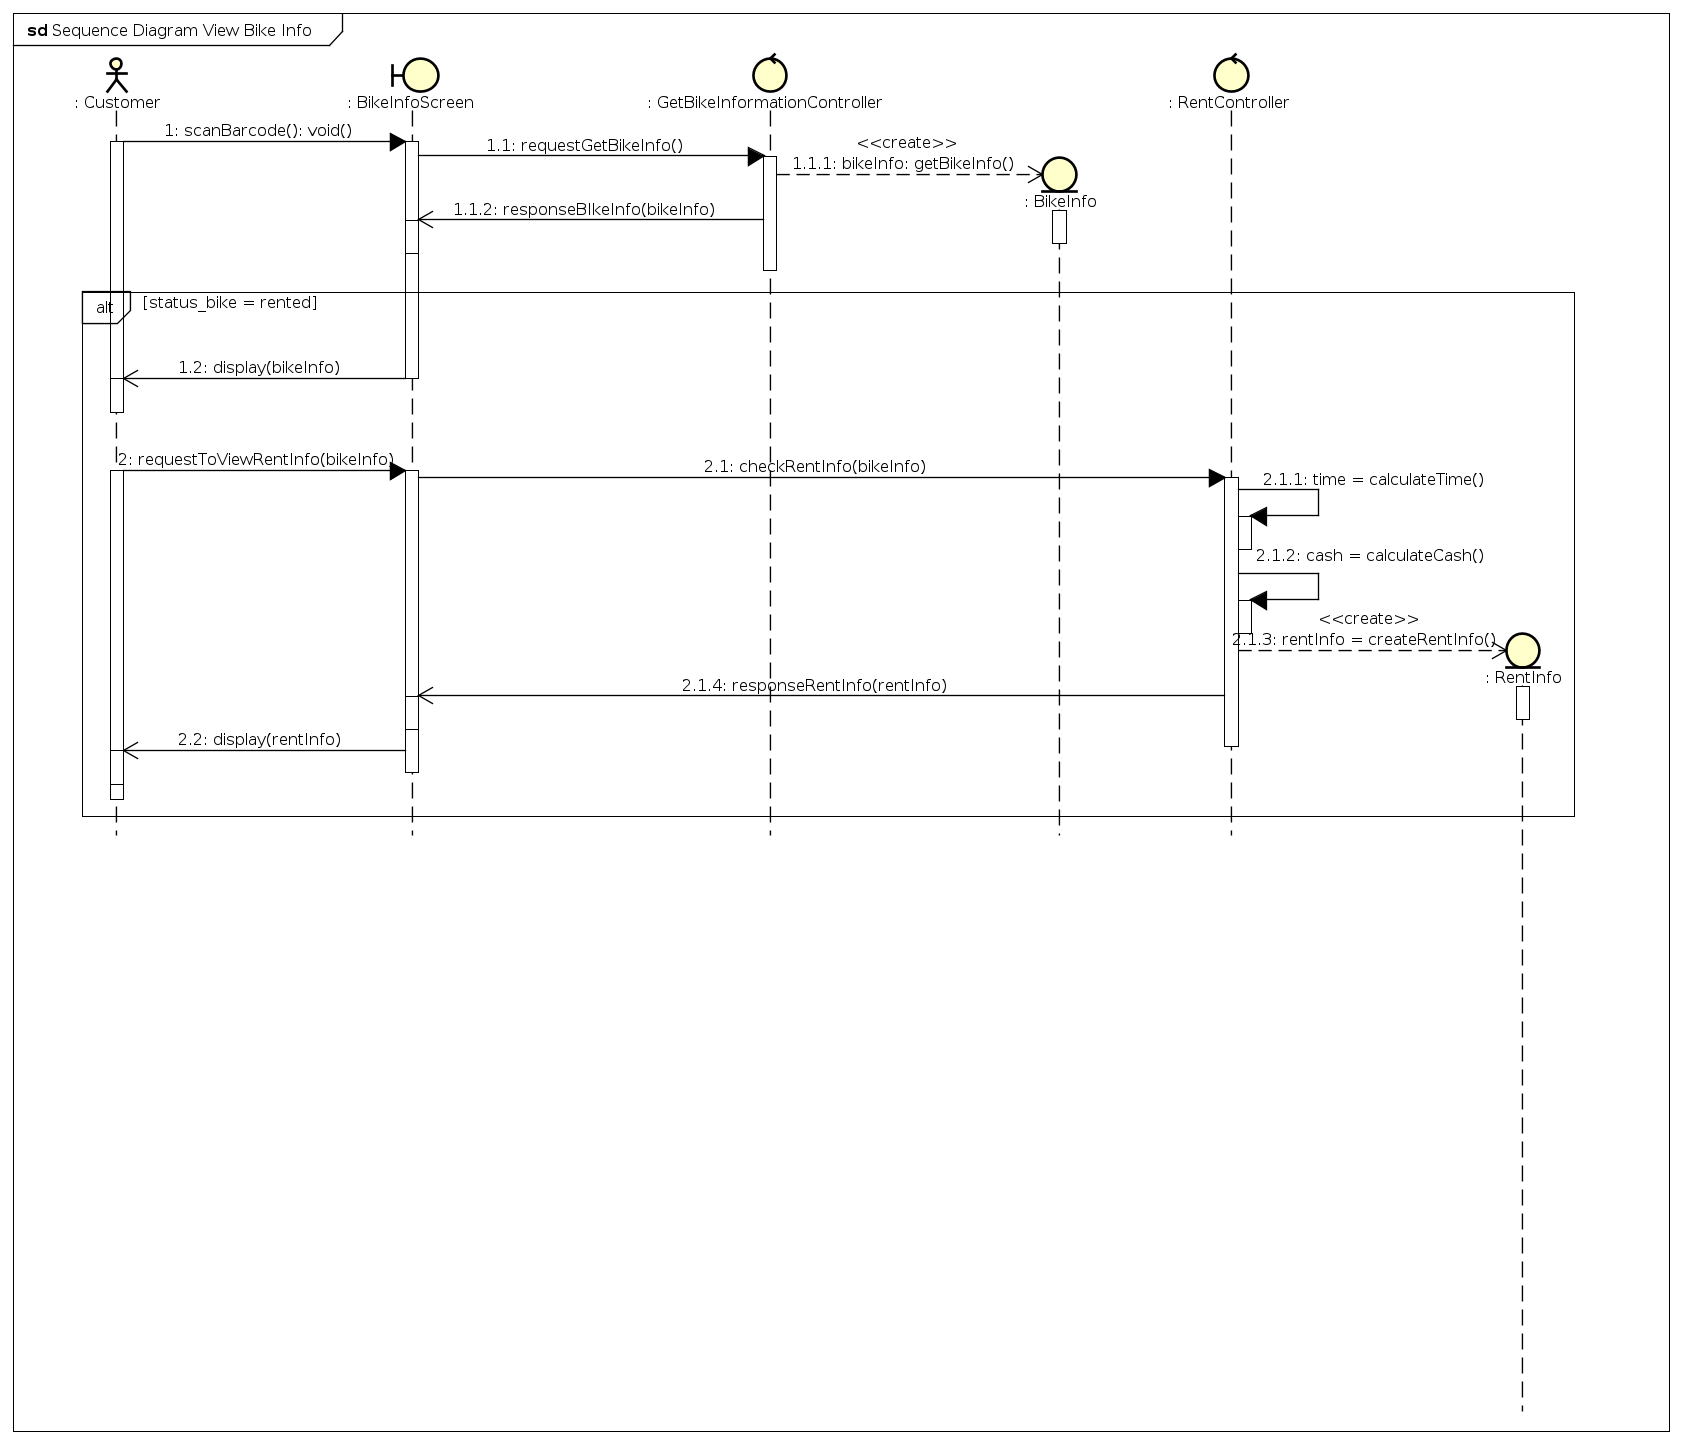 sd Sequence Diagram View Bike Info
: Customer
: BikeInfoScreen
: GetBikeInformationController
: RentController
1: scanBarcode(): void()
1.1: requestGetBikeInfo()
<<create>>
1.1.1: bikeInfo: getBikeInfo()
: BikeInfo
1.1.2: responseBIkeInfo(bikeInfo)
alt
[status_bike = rented]
1.2: display(bikeInfo)
2: requestToViewRentInfo(bikeInfo)
2.1: checkRentInfo(bikeInfo)
2.1.1: time = calculateTime()
2.1.2: cash = calculateCash()
<<create>>
2.1.3: rentInfo = createRentInfo()
: RentInfo
2.1.4: responseRentInfo(rentInfo)
2.2: display(rentInfo)